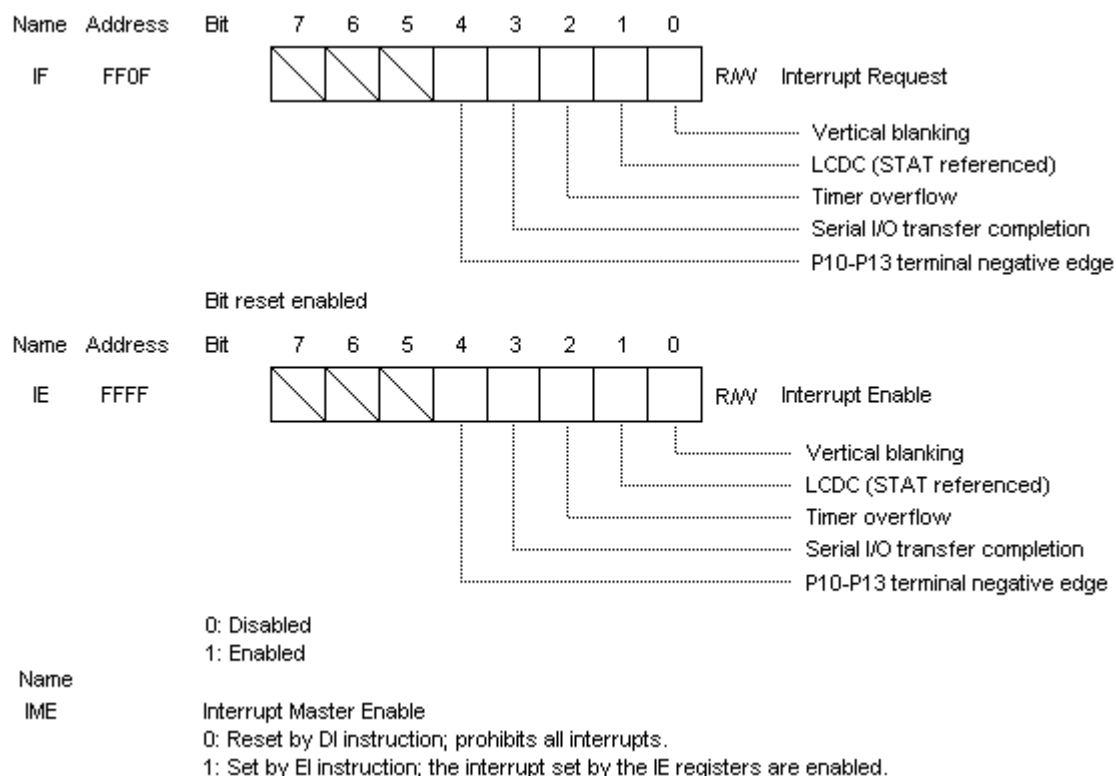 Name Address Bit 7 6 5 4 3 2 1 0
IF FF0F R/W Interrupt Request
Vertical blanking
LCDC (STAT referenced)
Timer overflow
Serial I/O transfer completion
P10-P13 terminal negative edge
Bit reset enabled
Name Address Bit 7 6 5 4 3 2 1 0
IE FFFF R/W Interrupt Enable
Vertical blanking
LCDC (STAT referenced)
Timer overflow
Serial I/O transfer completion
P10-P13 terminal negative edge
0: Disabled
1: Enabled
Name
IME Interrupt Master Enable
0: Reset by DI instruction; prohibits all interrupts.
1: Set by EI instruction; the interrupt set by the IE registers are enabled.